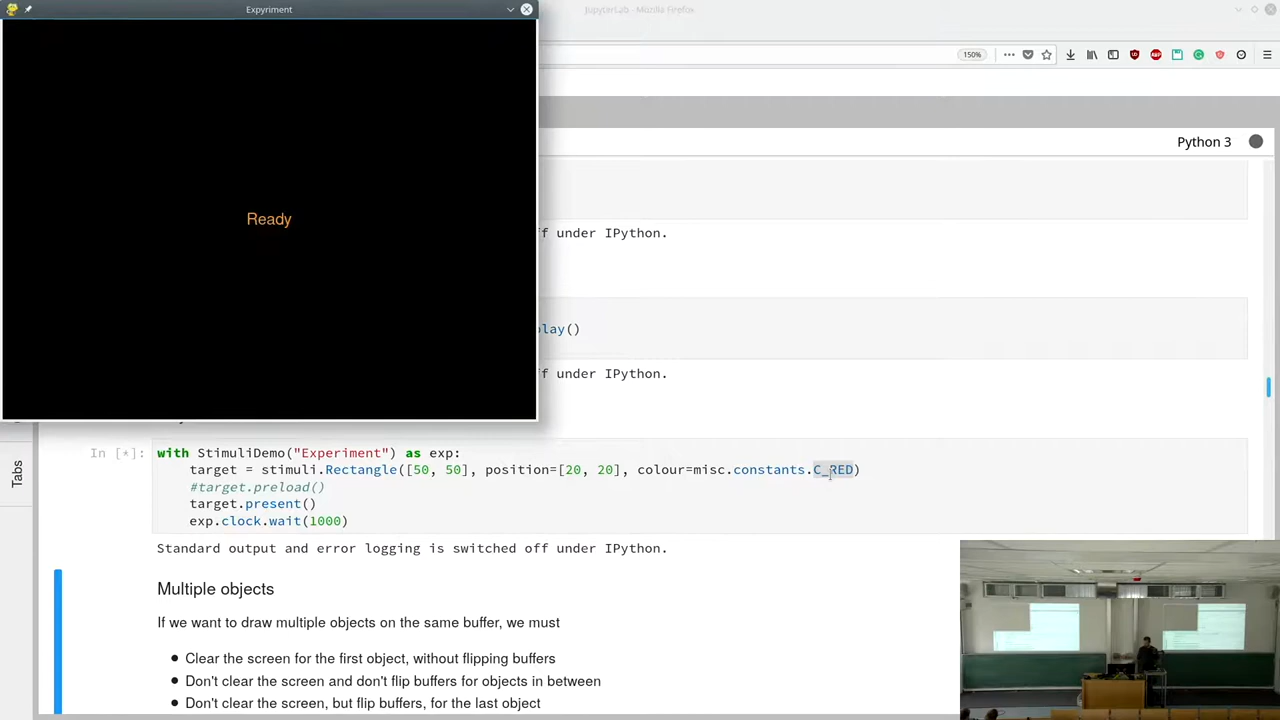 Expyriment
JupyterLab - Mozilla Firefox
150%
Python 3
Ready
ff under IPython.
play()
ff under IPython.
Tabs
In [*]:
with StimuliDemo("Experiment") as exp:
target = stimuli.Rectangle([50, 50], position=[20, 20], colour=misc.constants.C_RED)
#target.preload()
target.present()
exp.clock.wait(1000)
Standard output and error logging is switched off under IPython.
Multiple objects
If we want to draw multiple objects on the same buffer, we must
● Clear the screen for the first object, without flipping buffers
● Don't clear the screen and don't flip buffers for objects in between
● Don't clear the screen, but flip buffers, for the last object